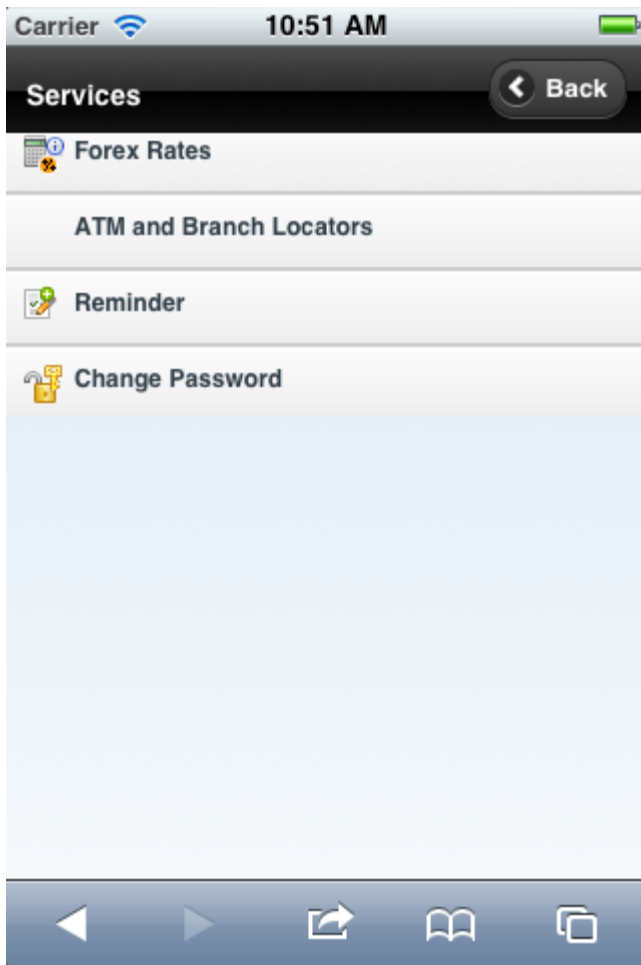 Carrier 10:51 AM
Services
Back
Forex Rates
ATM and Branch Locators
Reminder
Change Password